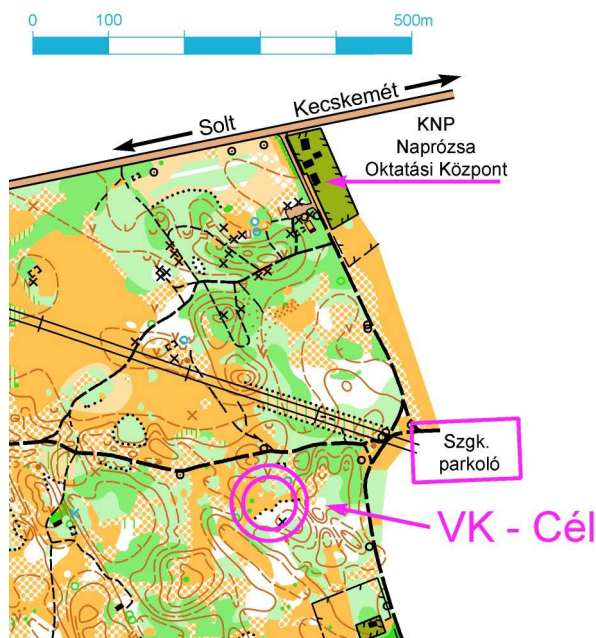 0 100 500m
Solt Kecskemét
KNP
Naprózsa
Oktatási Központ
Szgk.
parkoló
VK - Cél